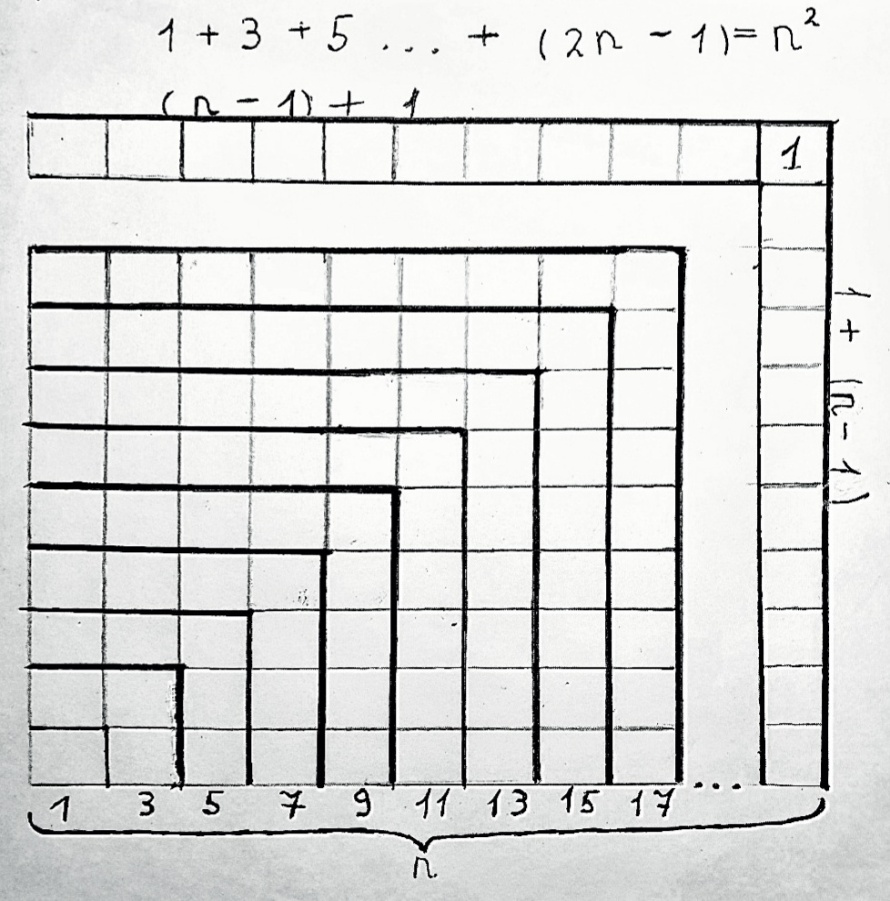 1 + 3 + 5 ... + (2n - 1) = n²
(n - 1) + 1
1
1 + (n - 1)
1 3 5 7 9 11 13 15 17 ...
n